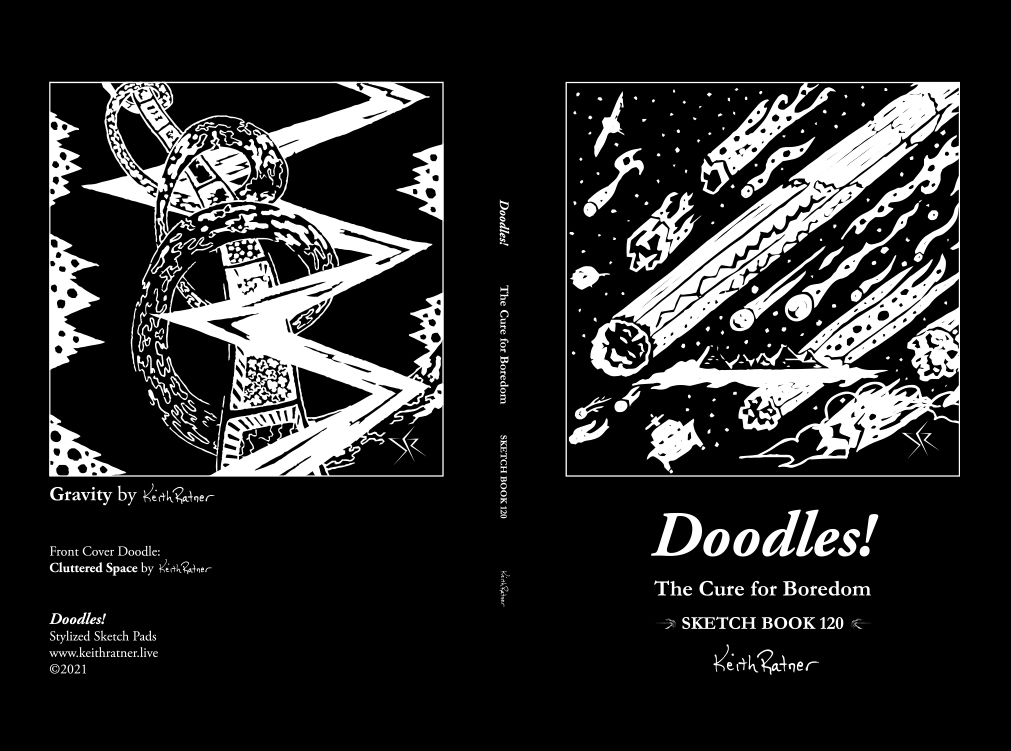 Gravity by Keith Ratner
Front Cover Doodle:
Cluttered Space by Keith Ratner
Doodles!
Stylized Sketch Pads
www.keithratner.live
©2021
Doodles! The Cure for Boredom SKETCH BOOK 120 Keith Ratner
Doodles!
The Cure for Boredom
SKETCH BOOK 120
Keith Ratner